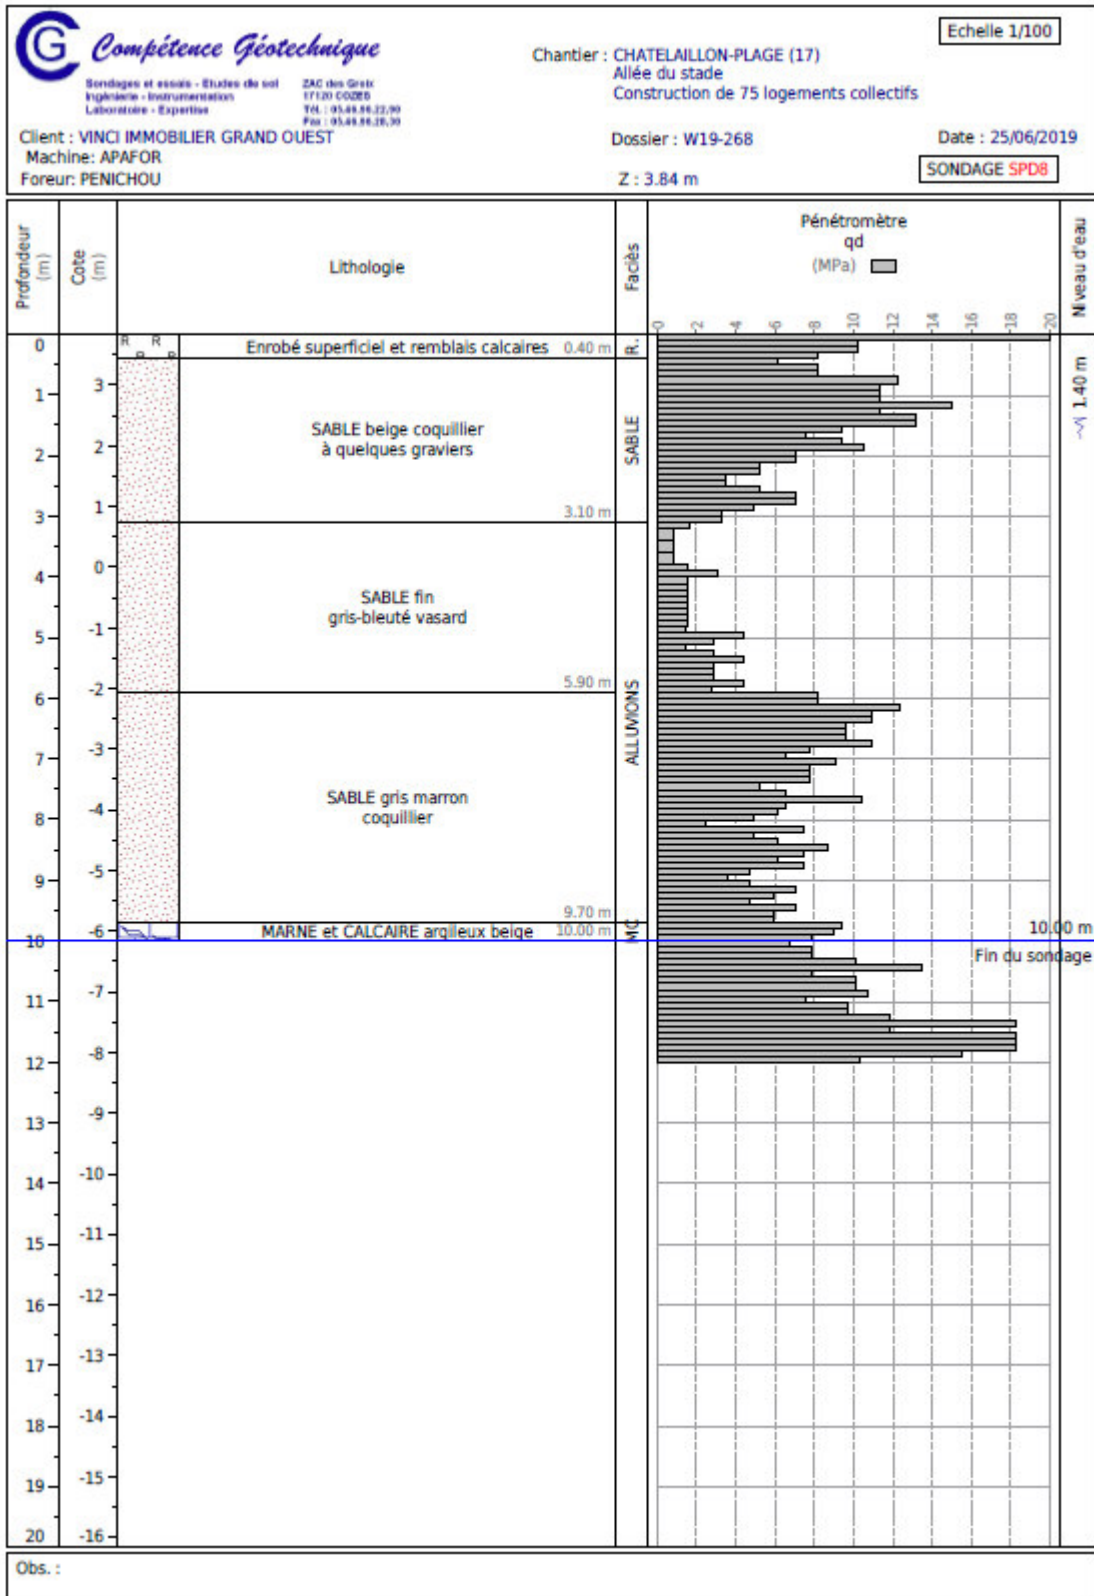 Compétence Géotechnique
Sondages et essais - Etudes de sol
Ingénierie - Instrumentation
Laboratoire - Expertise
ZAC des Groix
17120 COZES
Echelle 1/100
Chantier : CHATELAILLON-PLAGE (17)
Allée du stade
Construction de 75 logements collectifs
Client : VINCI IMMOBILIER GRAND OUEST
Machine: APAFOR
Foreur: PENICHOU
Dossier : W19-268
Z : 3.84 m
Date : 25/06/2019
SONDAGE SPD8
Profondeur (m)
Cote (m)
Lithologie
Faciès
Pénétromètre
qd
(MPa)
Niveau d'eau
0 2 4 6 8 10 12 14 16 18 20
R R
Enrobé superficiel et remblais calcaires 0.40 m
R.
SABLE beige coquillier
à quelques graviers
3.10 m
SABLE
1.40 m
SABLE fin
gris-bleuté vasard
5.90 m
ALLUVIONS
SABLE gris marron
coquillier
9.70 m
MARNE et CALCAIRE argileux beige 10.00 m
MC
10.00 m
Fin du sondage
0
1
2
3
4
5
6
7
8
9
10
11
12
13
14
15
16
17
18
19
20
3
2
1
0
-1
-2
-3
-4
-5
-6
-7
-8
-9
-10
-11
-12
-13
-14
-15
-16
Obs. :